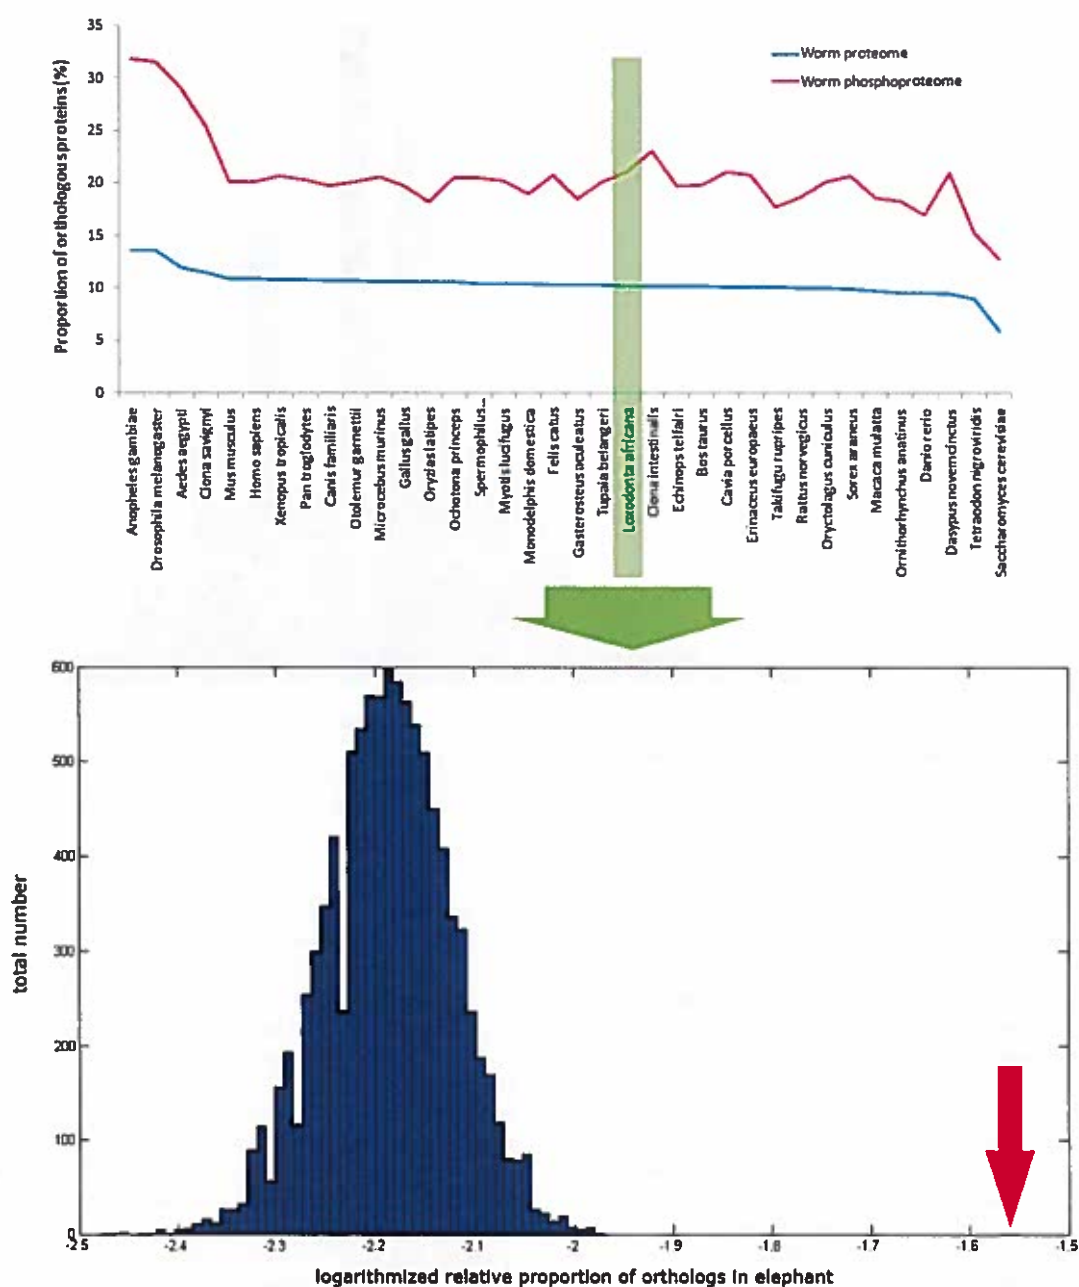 35
30
25
20
15
10
5
0
Proportion of orthologous proteins (%)
Worm proteome
Worm phosphoproteome
Anopheles gambiae
Drosophila melanogaster
Aedes aegypti
Ciona savignyi
Mus musculus
Homo sapiens
Xenopus tropicalis
Pan troglodytes
Canis familiaris
Otolemur garnettii
Microcebus murinus
Gallus gallus
Oryzias latipes
Ochotona princeps
Spermophilus...
Myotis lucifugus
Monodelphis domestica
Felis catus
Gasterosteus aculeatus
Tupaia belangeri
Loxodonta africana
Ciona intestinalis
Echinops telfairi
Bos taurus
Cavia porcellus
Erinaceus europaeus
Takifugu rupripes
Rattus norvegicus
Oryctolagus cuniculus
Sorex araneus
Macaca mulatta
Ornithorhynchus anatinus
Danio rerio
Dasypus novemcinctus
Tetraodon nigroviridis
Saccharomyces cerevisiae
600
500
400
300
200
100
0
total number
-2.5 -2.4 -2.3 -2.2 -2.1 -2 -1.9 -1.8 -1.7 -1.6 -1.5
logarithmized relative proportion of orthologs in elephant